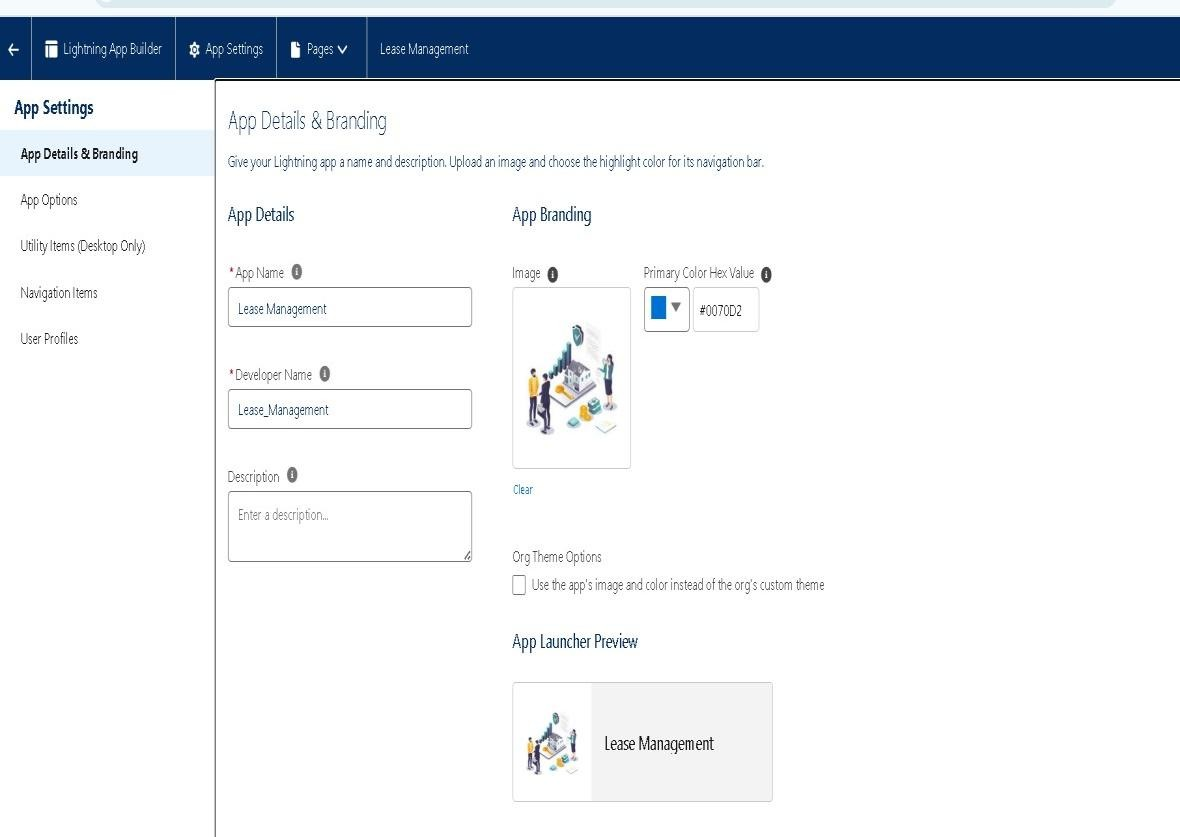 Lightning App Builder
App Settings
Pages
Lease Management
App Settings
App Details & Branding
App Options
Utility Items (Desktop Only)
Navigation Items
User Profiles
App Details & Branding
Give your Lightning app a name and description. Upload an image and choose the highlight color for its navigation bar.
App Details
*App Name
Lease Management
*Developer Name
Lease_Management
Description
Enter a description...
App Branding
Image
Primary Color Hex Value
#0070D2
Clear
Org Theme Options
Use the app's image and color instead of the org's custom theme
App Launcher Preview
Lease Management